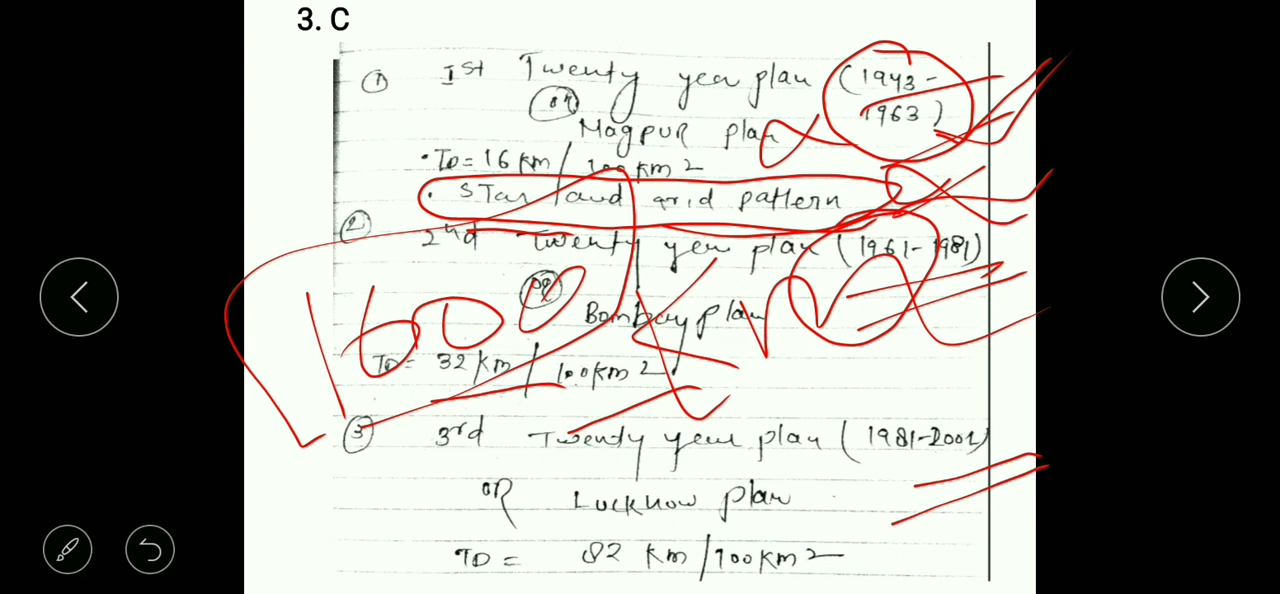 3. C
① Ist Twenty year plan (1943-
1963)
OR
Nagpur plan
• TD = 16 km / 100 km2
• Star and grid pattern
② 2nd Twenty year plan (1961-1981)
OR
Bombay plan
TD = 32 km / 100 km2
1600
③ 3rd Twenty year plan (1981-2001)
OR Lucknow plan
TD = 82 km / 100 km2